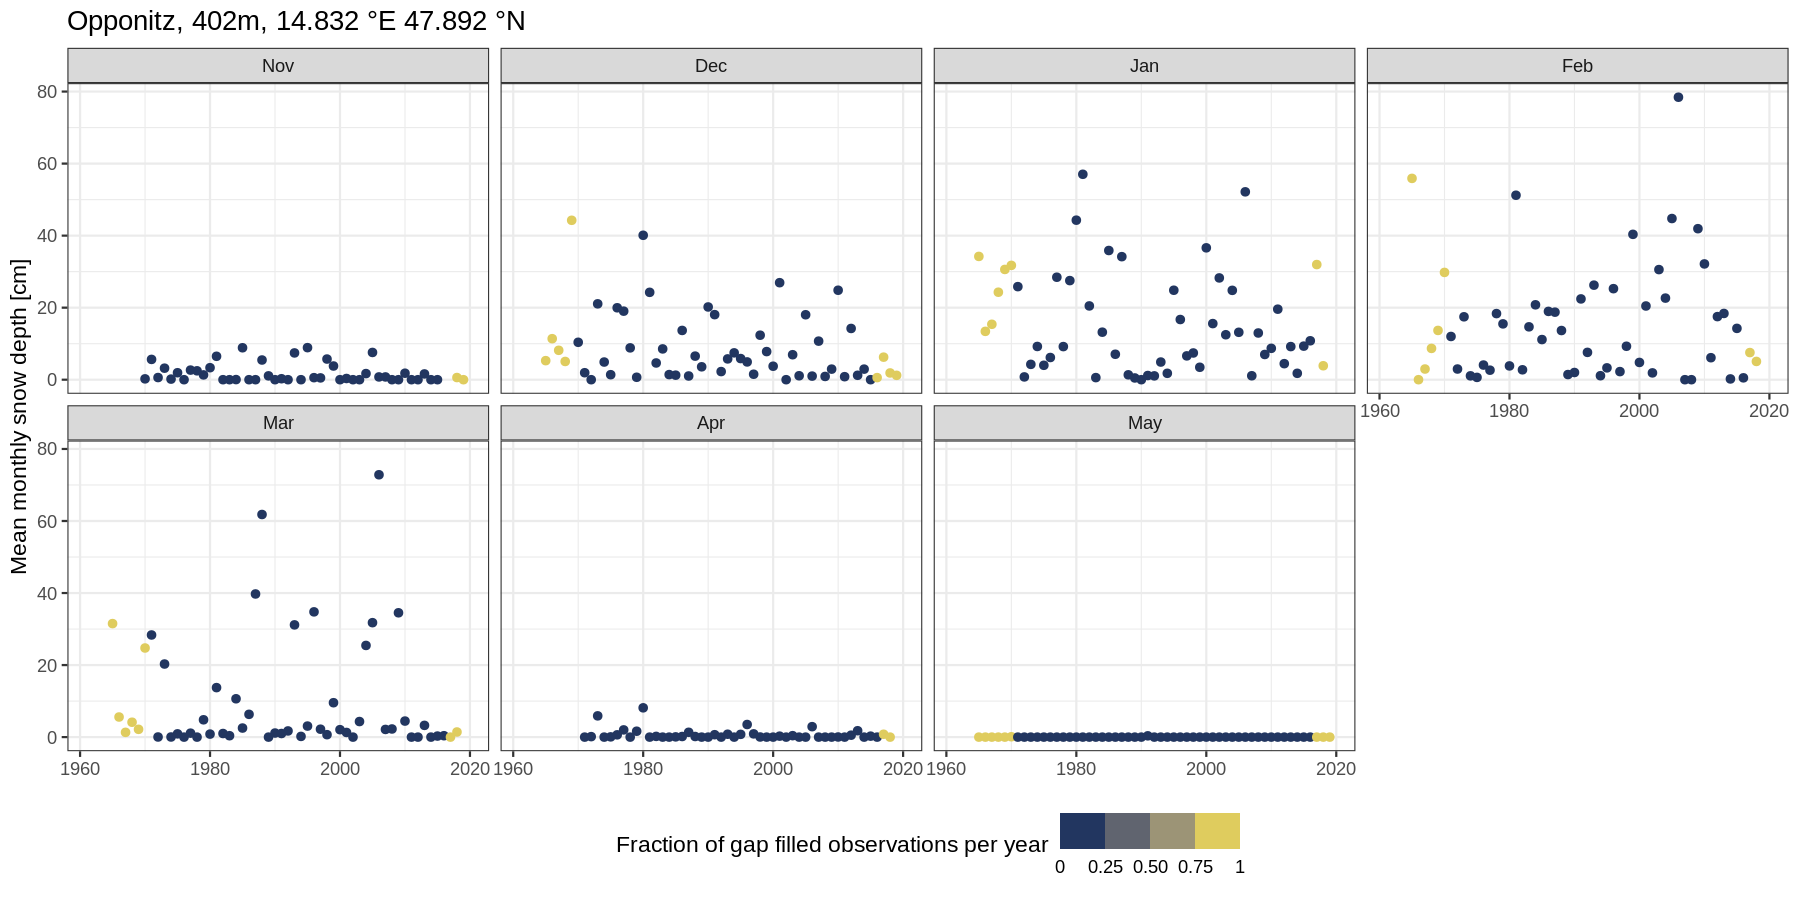 Opponitz, 402m, 14.832 °E 47.892 °N
Nov Dec Jan Feb
80
60
40
20
0
1960 1980 2000 2020
Mean monthly snow depth [cm]
Mar Apr May
80
60
40
20
0
1960 1980 2000 2020 1960 1980 2000 2020 1960 1980 2000 2020
Fraction of gap filled observations per year
0 0.25 0.50 0.75 1